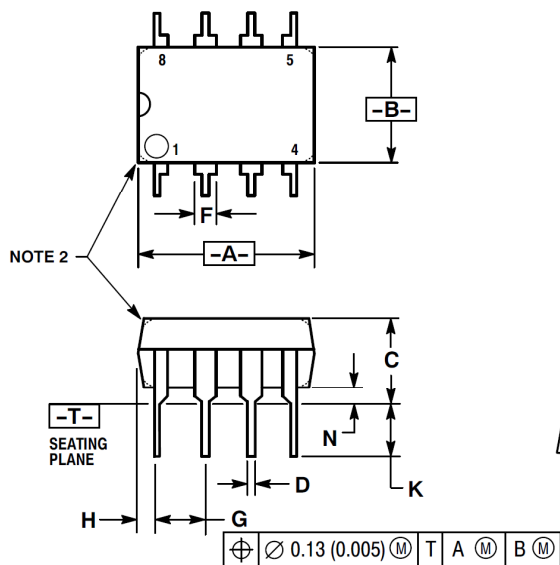 8 5
-B-
1 4
F
NOTE 2
-A-
C
-T-
SEATING
PLANE
N
D
K
H
G
⌖ ∅ 0.13 (0.005) Ⓜ T A Ⓜ B Ⓜ